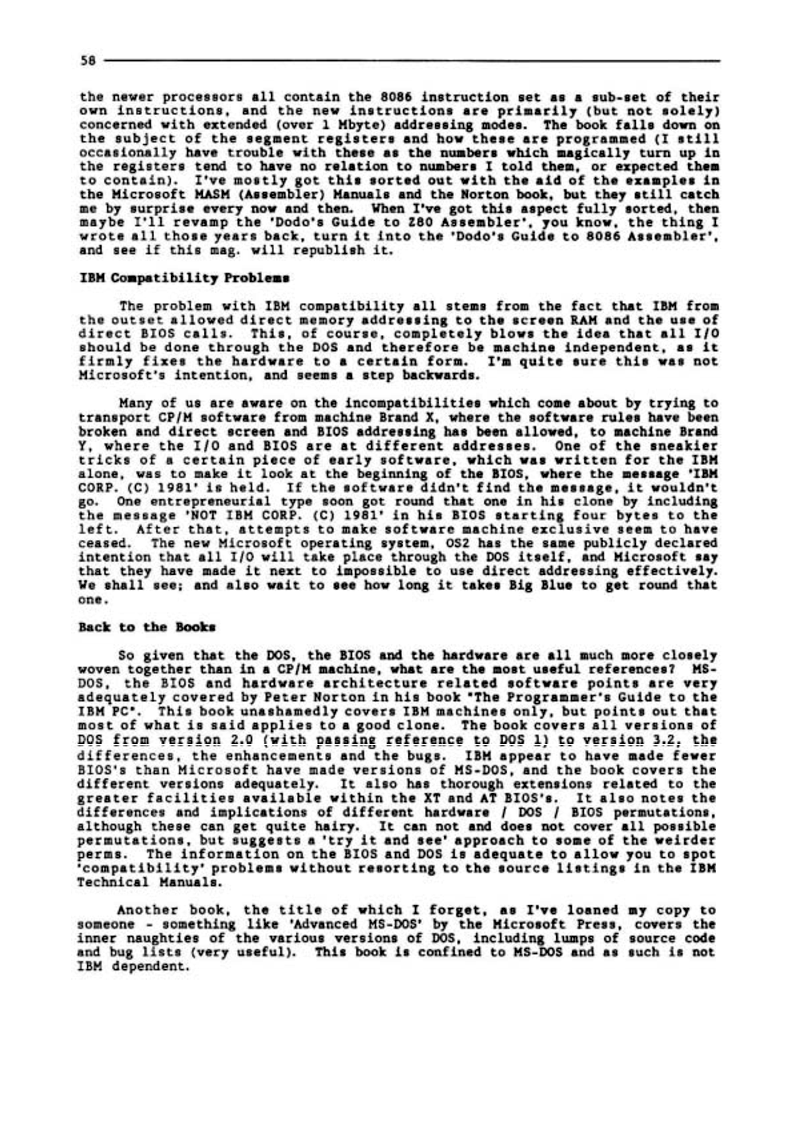 58
the newer processors all contain the 8086 instruction set as a sub-set of their
own instructions, and the new instructions are primarily (but not solely)
concerned with extended (over 1 Mbyte) addressing modes. The book falls down on
the subject of the segment registers and how these are programmed (I still
occasionally have trouble with these as the numbers which magically turn up in
the registers tend to have no relation to numbers I told them, or expected them
to contain). I've mostly got this sorted out with the aid of the examples in
the Microsoft MASM (Assembler) Manuals and the Norton book, but they still catch
me by surprise every now and then. When I've got this aspect fully sorted, then
maybe I'll revamp the 'Dodo's Guide to Z80 Assembler', you know, the thing I
wrote all those years back, turn it into the 'Dodo's Guide to 8086 Assembler',
and see if this mag. will republish it.
IBM Compatibility Problems
The problem with IBM compatibility all stems from the fact that IBM from
the outset allowed direct memory addressing to the screen RAM and the use of
direct BIOS calls. This, of course, completely blows the idea that all I/O
should be done through the DOS and therefore be machine independent, as it
firmly fixes the hardware to a certain form. I'm quite sure this was not
Microsoft's intention, and seems a step backwards.
Many of us are aware on the incompatibilities which come about by trying to
transport CP/M software from machine Brand X, where the software rules have been
broken and direct screen and BIOS addressing has been allowed, to machine Brand
Y, where the I/O and BIOS are at different addresses. One of the sneakier
tricks of a certain piece of early software, which was written for the IBM
alone, was to make it look at the beginning of the BIOS, where the message 'IBM
CORP. (C) 1981' is held. If the software didn't find the message, it wouldn't
go. One entrepreneurial type soon got round that one in his clone by including
the message 'NOT IBM CORP. (C) 1981' in his BIOS starting four bytes to the
left. After that, attempts to make software machine exclusive seem to have
ceased. The new Microsoft operating system, OS2 has the same publicly declared
intention that all I/O will take place through the DOS itself, and Microsoft say
that they have made it next to impossible to use direct addressing effectively.
We shall see; and also wait to see how long it takes Big Blue to get round that
one.
Back to the Books
So given that the DOS, the BIOS and the hardware are all much more closely
woven together than in a CP/M machine, what are the most useful references? MS-
DOS, the BIOS and hardware architecture related software points are very
adequately covered by Peter Norton in his book "The Programmer's Guide to the
IBM PC". This book unashamedly covers IBM machines only, but points out that
most of what is said applies to a good clone. The book covers all versions of
DOS from version 2.0 (with passing reference to DOS 1) to version 3.2, the
differences, the enhancements and the bugs. IBM appear to have made fewer
BIOS's than Microsoft have made versions of MS-DOS, and the book covers the
different versions adequately. It also has thorough extensions related to the
greater facilities available within the XT and AT BIOS's. It also notes the
differences and implications of different hardware / DOS / BIOS permutations,
although these can get quite hairy. It can not and does not cover all possible
permutations, but suggests a 'try it and see' approach to some of the weirder
perms. The information on the BIOS and DOS is adequate to allow you to spot
'compatibility' problems without resorting to the source listings in the IBM
Technical Manuals.
Another book, the title of which I forget, as I've loaned my copy to
someone - something like 'Advanced MS-DOS' by the Microsoft Press, covers the
inner naughties of the various versions of DOS, including lumps of source code
and bug lists (very useful). This book is confined to MS-DOS and as such is not
IBM dependent.